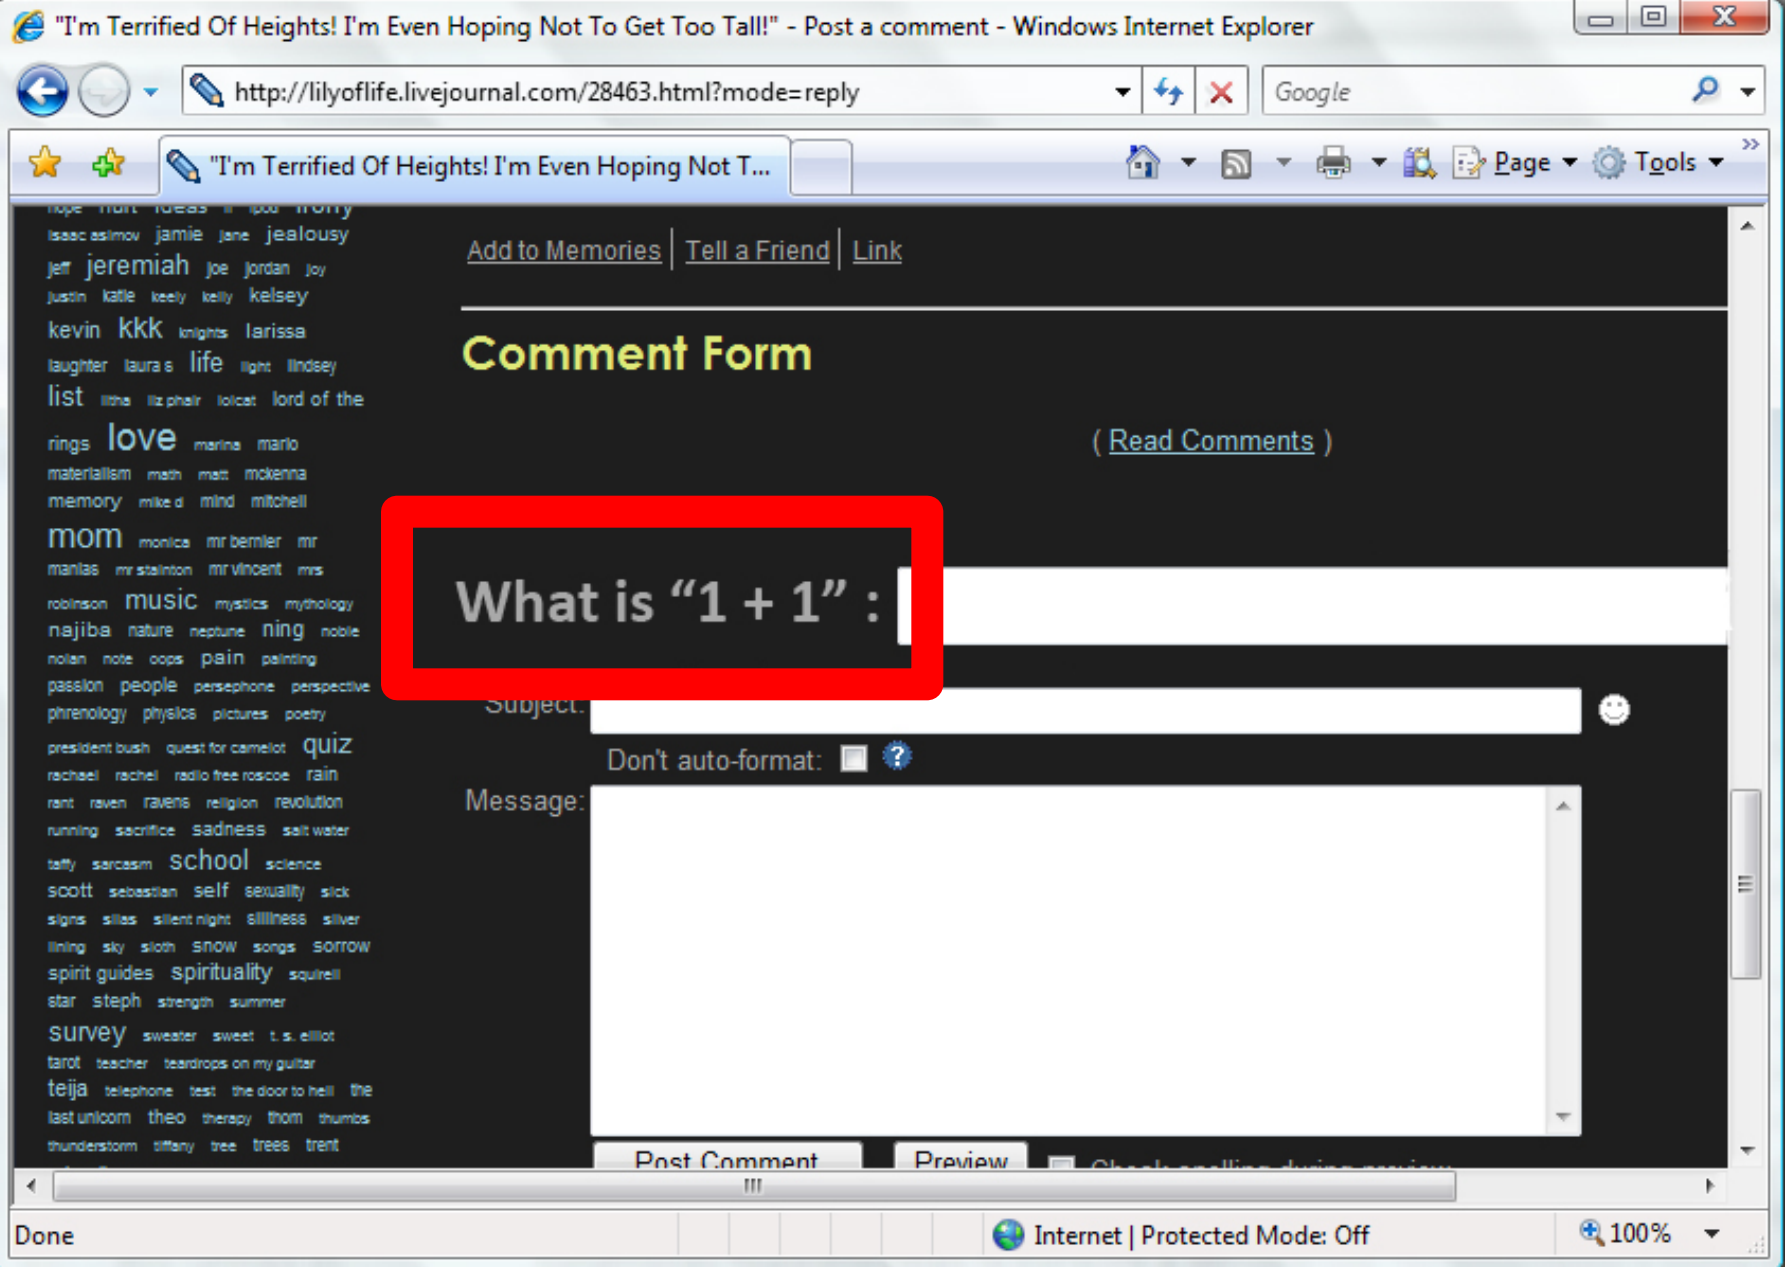 "I'm Terrified Of Heights! I'm Even Hoping Not To Get Too Tall!" - Post a comment - Windows Internet Explorer
http://lilyoflife.livejournal.com/28463.html?mode=reply
Google
"I'm Terrified Of Heights! I'm Even Hoping Not T...
Page
Tools
hope hurt ideas ipod irony
isaac asimov jamie jane jealousy
jeff jeremiah joe jordan joy
justin katie keely kelly kelsey
kevin kkk knights larissa
laughter laura s life light lindsey
list litha liz phair lolcat lord of the
rings love marina mario
materialism math matt mckenna
memory mike d mind mitchell
mom monica mr bernier mr
manias mr stainton mr vincent mrs
robinson music mystics mythology
najiba nature neptune ning noble
nolan note oops pain painting
passion people persephone perspective
phrenology physics pictures poetry
president bush quest for camelot quiz
rachael rachel radio free roscoe rain
rant raven ravens religion revolution
running sacrifice sadness salt water
taffy sarcasm school science
scott sebastian self sexuality sick
signs silas silent night silliness silver
lining sky sloth snow songs sorrow
spirit guides spirituality squirell
star steph strength summer
survey sweater sweet t. s. elliot
tarot teacher teardrops on my guitar
teija telephone test the door to hell the
last unicorn theo therapy thom thumbs
thunderstorm tiffany tree trees trent
Add to Memories Tell a Friend Link
Comment Form
( Read Comments )
What is “1 + 1” :
Subject:
Don't auto-format:
Message:
Post Comment Preview Check spelling during preview
Done
Internet | Protected Mode: Off
100%